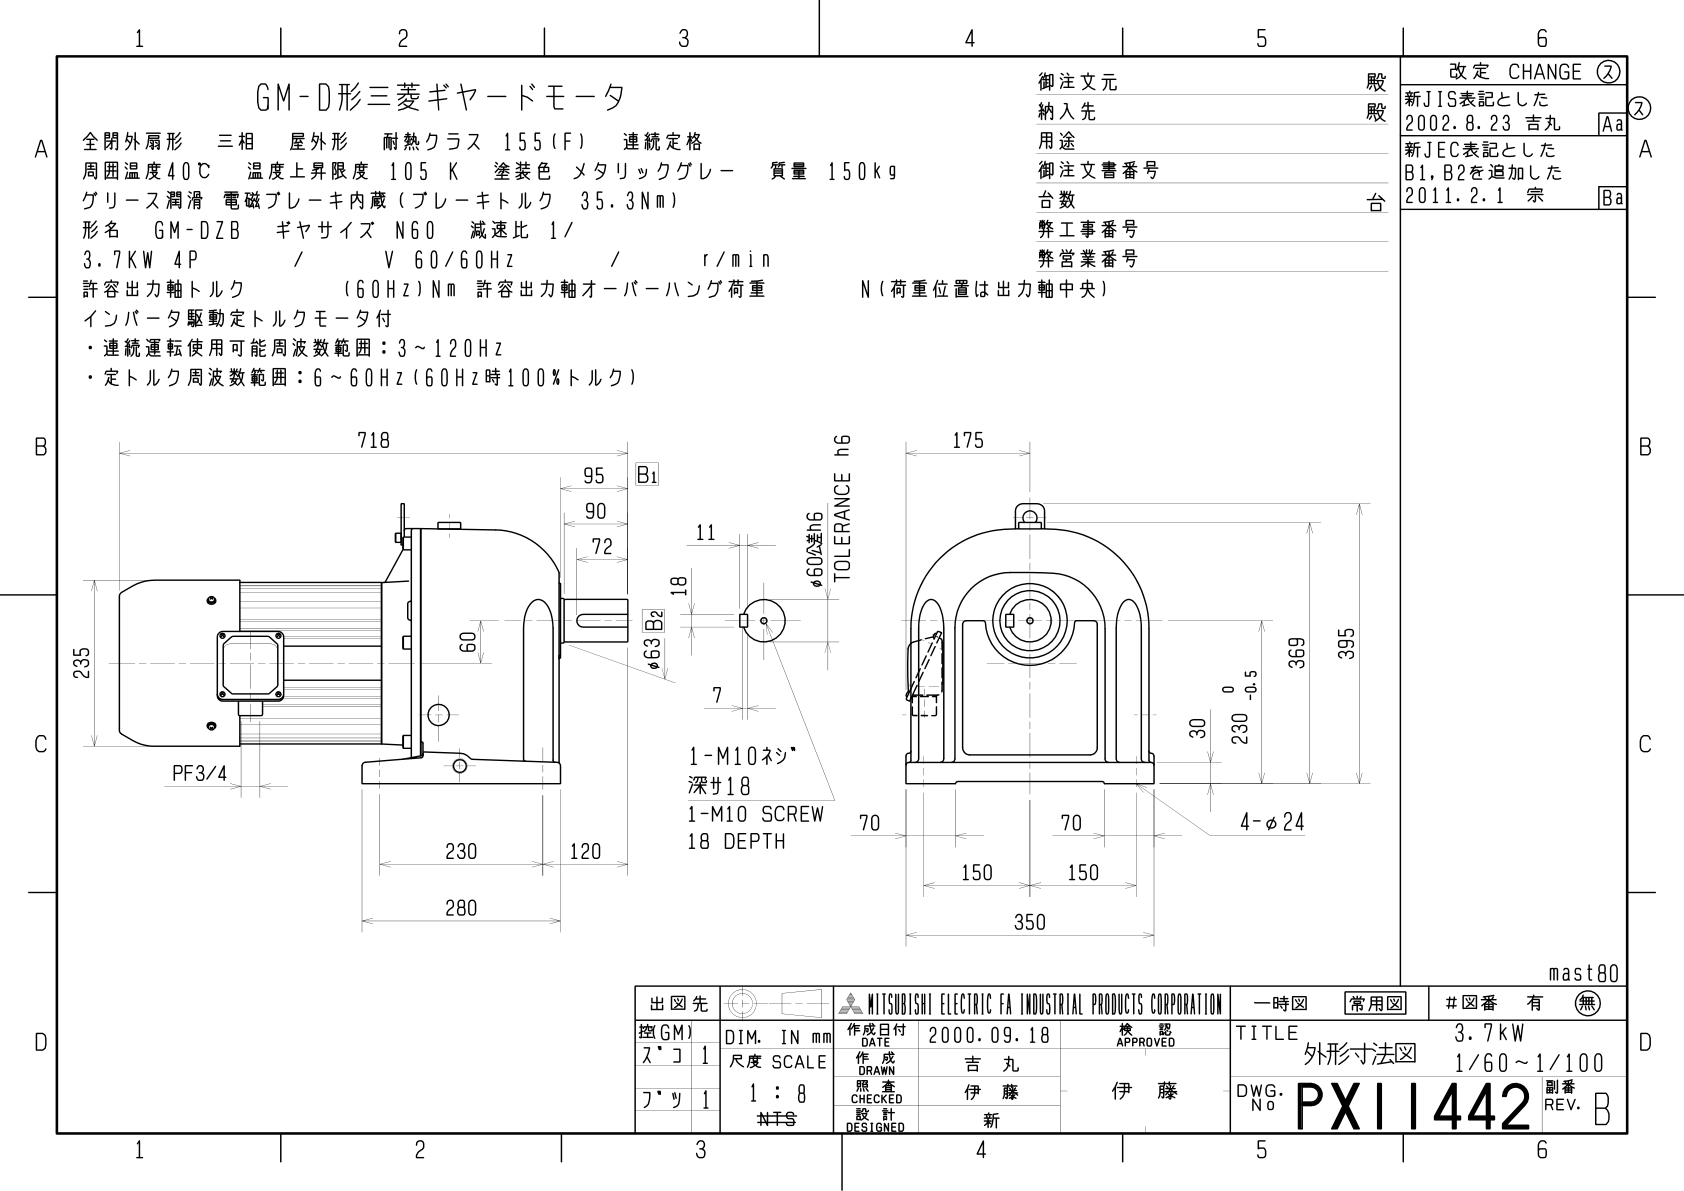 1 2 3 4 5 6
A
B
C
D
GM-D形三菱ギヤードモータ
全閉外扇形 三相 屋外形 耐熱クラス 155(F) 連続定格
周囲温度40℃ 温度上昇限度 105 K 塗装色 メタリックグレー 質量 150kg
グリース潤滑 電磁ブレーキ内蔵(ブレーキトルク 35.3Nm)
形名 GM-DZB ギヤサイズ N60 減速比 1/
3.7KW 4P / V 60/60Hz / r/min
許容出力軸トルク (60Hz)Nm 許容出力軸オーバーハング荷重 N(荷重位置は出力軸中央)
インバータ駆動定トルクモータ付
・連続運転使用可能周波数範囲:3~120Hz
・定トルク周波数範囲:6~60Hz(60Hz時100%トルク)
御注文元 殿
納入先 殿
用途
御注文書番号
台数 台
弊工事番号
弊営業番号
改定 CHANGE ス
新JIS表記とした
2002.8.23 吉丸 Aa
新JEC表記とした
B1,B2を追加した
2011.2.1 宗 Ba
ス
A
B
C
D
718
95 B1
90
72
60
235
PF3/4
230 120
280
φ63 B2
11
18
7
φ60公差h6
TOLERANCE h6
1-M10ネジ
深サ18
1-M10 SCREW
18 DEPTH
175
395
369
230 0 -0.5
30
70 70
4-φ24
150 150
350
mast80
出図先
控(GM)
ズコ 1
ブツ 1
DIM. IN mm
尺度 SCALE
1 : 8
NTS
MITSUBISHI ELECTRIC FA INDUSTRIAL PRODUCTS CORPORATION
作成日付 DATE 2000.09.18
作成 DRAWN 吉丸
照査 CHECKED 伊藤
設計 DESIGNED 新
検認 APPROVED
伊藤
一時図 常用図 #図番 有 無
TITLE 3.7kW
外形寸法図 1/60~1/100
DWG. No PX11442 副番 REV. B
1 2 3 4 5 6